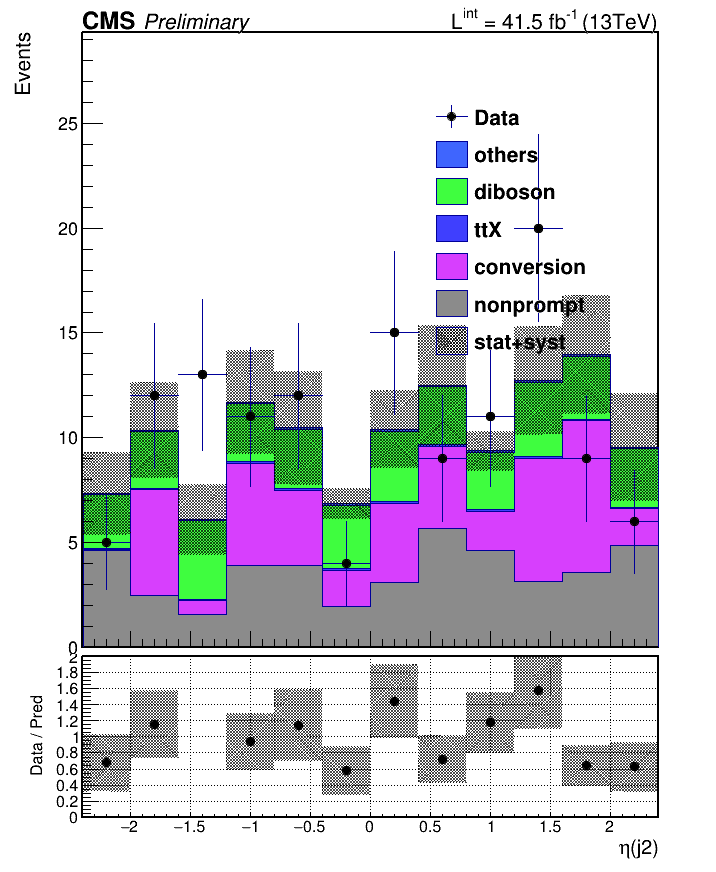 CMS Preliminary L^int = 41.5 fb^-1 (13TeV)
Events
25
20
15
10
5
0
Data
others
diboson
ttX
conversion
nonprompt
stat+syst
Data / Pred
2
1.8
1.6
1.4
1.2
1
0.8
0.6
0.4
0.2
0
−2 −1.5 −1 −0.5 0 0.5 1 1.5 2
η(j2)